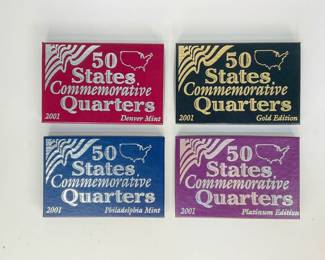 50
States
Commemorative
Quarters
2001 Denver Mint
50
States
Commemorative
Quarters
2001 Gold Edition
50
States
Commemorative
Quarters
2001 Philadelphia Mint
50
States
Commemorative
Quarters
2001 Platinum Edition